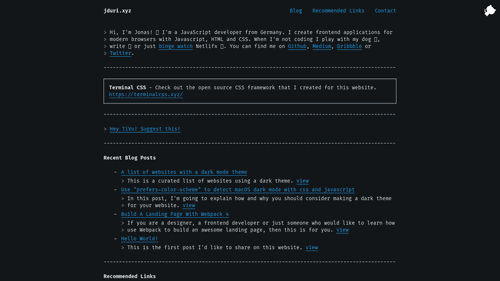 jduri.xyz
Blog Recommended Links Contact
> Hi, I'm Jonas! I'm a JavaScript developer from Germany. I create frontend applications for
> modern browsers with Javascript, HTML and CSS. When I'm not coding I play with my dog ,
> write or just binge watch Netlifx . You can find me on Github, Medium, Dribbble or
> Twitter.
Terminal CSS – Check out the open source CSS framework that I created for this website.
https://terminalcss.xyz/
> Hey TiVo! Suggest this!
Recent Blog Posts
– A list of websites with a dark mode theme
> This is a curated list of websites using a dark theme. view
– Use "prefers-color-scheme" to detect macOS dark mode with css and javascript
> In this post, I'm going to explain how and why you should consider making a dark theme
> for your website. view
– Build A Landing Page With Webpack 4
> If you are a designer, a frontend developer or just someone who would like to learn how
> use Webpack to build an awesome landing page, then this is for you. view
– Hello World!
> This is the first post I'd like to share on this website. view
Recommended Links